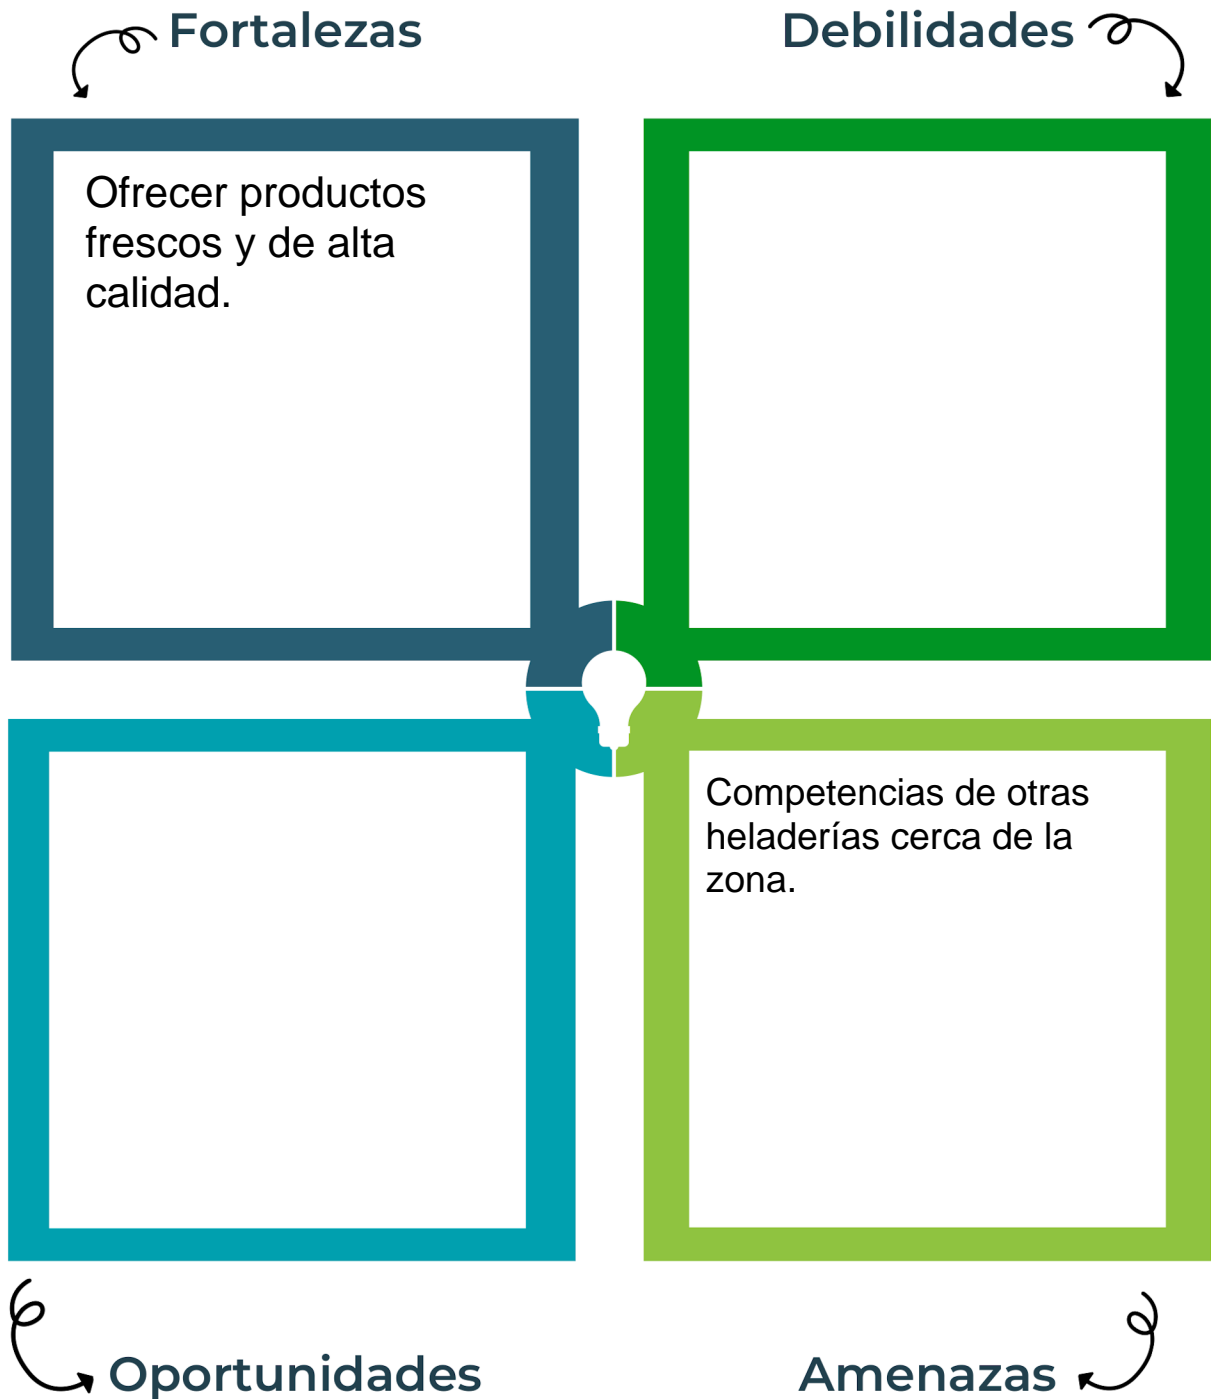 Fortalezas
Debilidades
Ofrecer productos
frescos y de alta
calidad.
Competencias de otras
heladerías cerca de la
zona.
Oportunidades
Amenazas